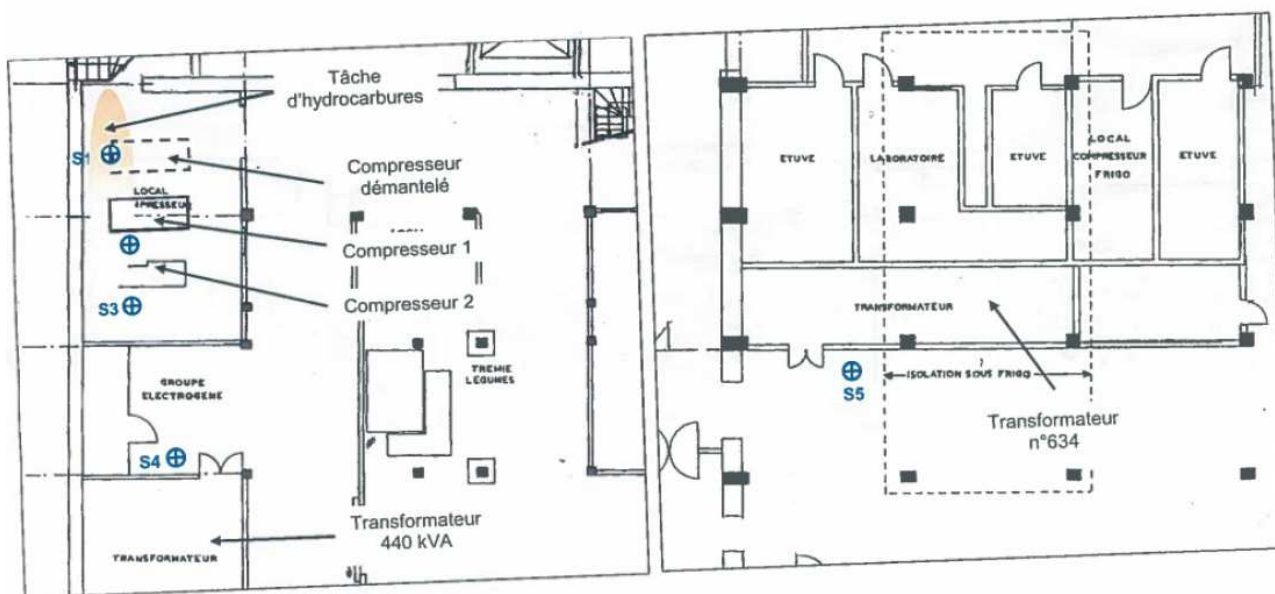 Tâche
d'hydrocarbures
S1
Compresseur
démantelé
LOCAL
Compresseur 1
Compresseur 2
S3
GROUPE
ELECTROGENE
TREMIE
LEGUMES
S4
Transformateur
440 kVA
TRANSFORMATEUR
ETUVE
LABORATOIRE
ETUVE
LOCAL
COMPRESSEUR
FRIGO
ETUVE
TRANSFORMATEUR
S5
?
ISOLATION SOUS FRIGO
Transformateur
n°634